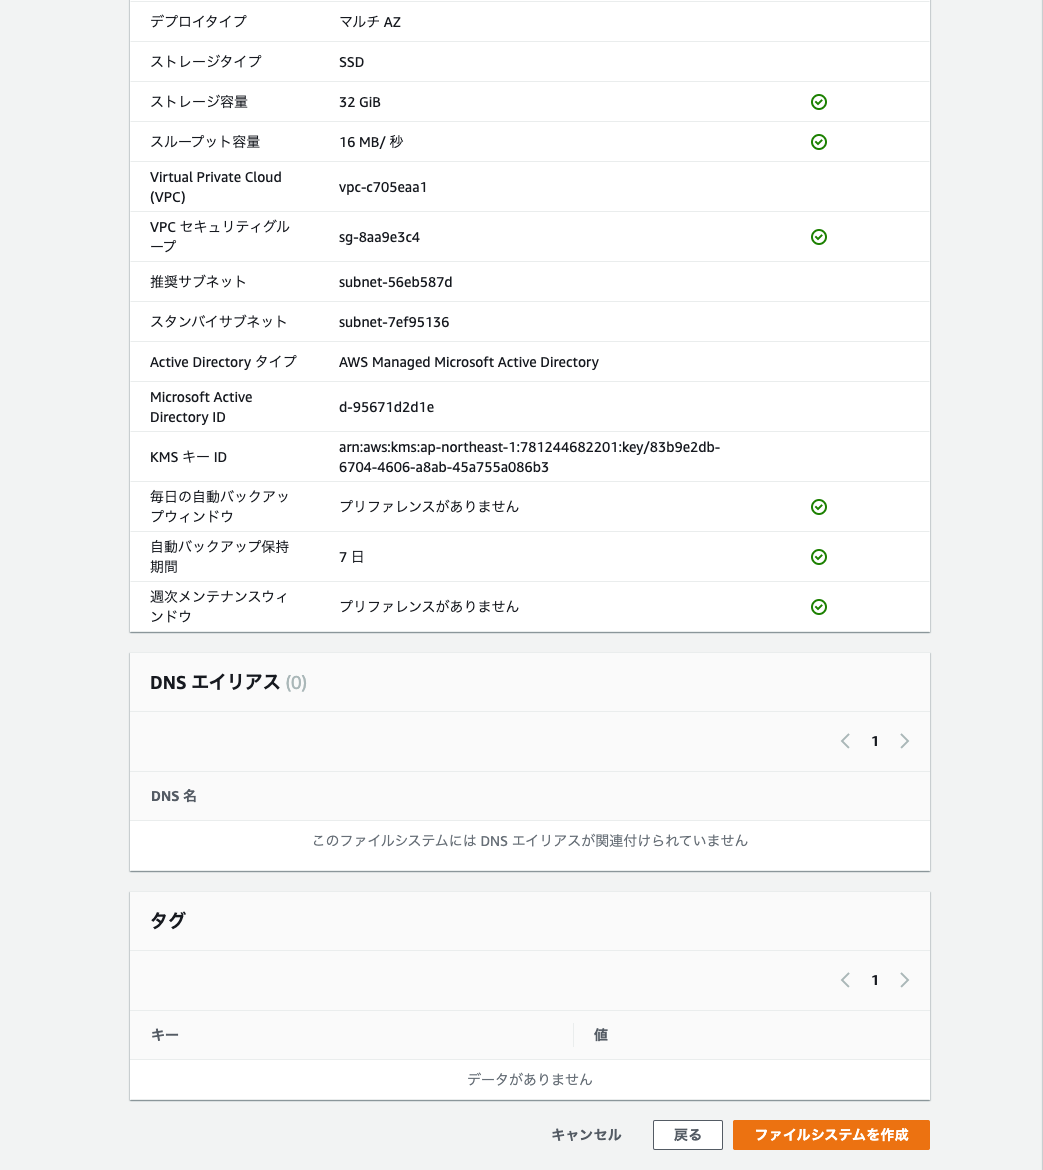 デプロイタイプ マルチ AZ
ストレージタイプ SSD
ストレージ容量 32 GiB
スループット容量 16 MB/ 秒
Virtual Private Cloud
(VPC) vpc-c705eaa1
VPC セキュリティグル
ープ sg-8aa9e3c4
推奨サブネット subnet-56eb587d
スタンバイサブネット subnet-7ef95136
Active Directory タイプ AWS Managed Microsoft Active Directory
Microsoft Active
Directory ID d-95671d2d1e
KMS キー ID arn:aws:kms:ap-northeast-1:781244682201:key/83b9e2db-
6704-4606-a8ab-45a755a086b3
毎日の自動バックアッ
プウィンドウ プリファレンスがありません
自動バックアップ保持
期間 7 日
週次メンテナンスウィ
ンドウ プリファレンスがありません
DNS エイリアス (0)
1
DNS 名
このファイルシステムには DNS エイリアスが関連付けられていません
タグ
1
キー 値
データがありません
キャンセル 戻る ファイルシステムを作成